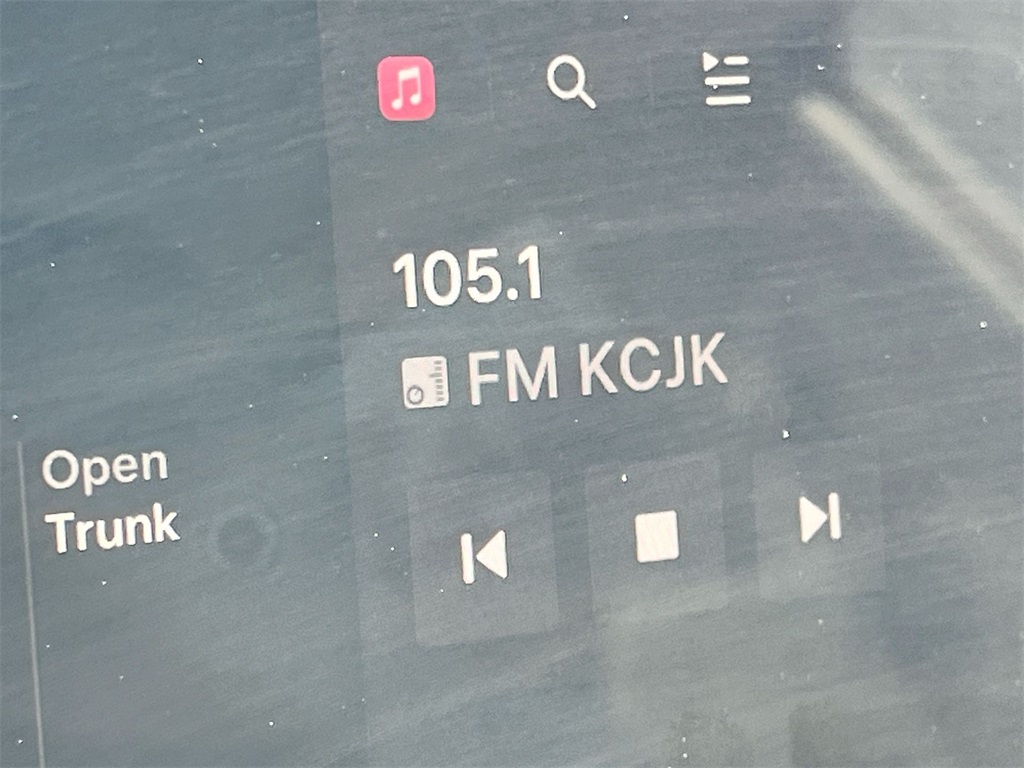 105.1
FM KCJK
Open
Trunk